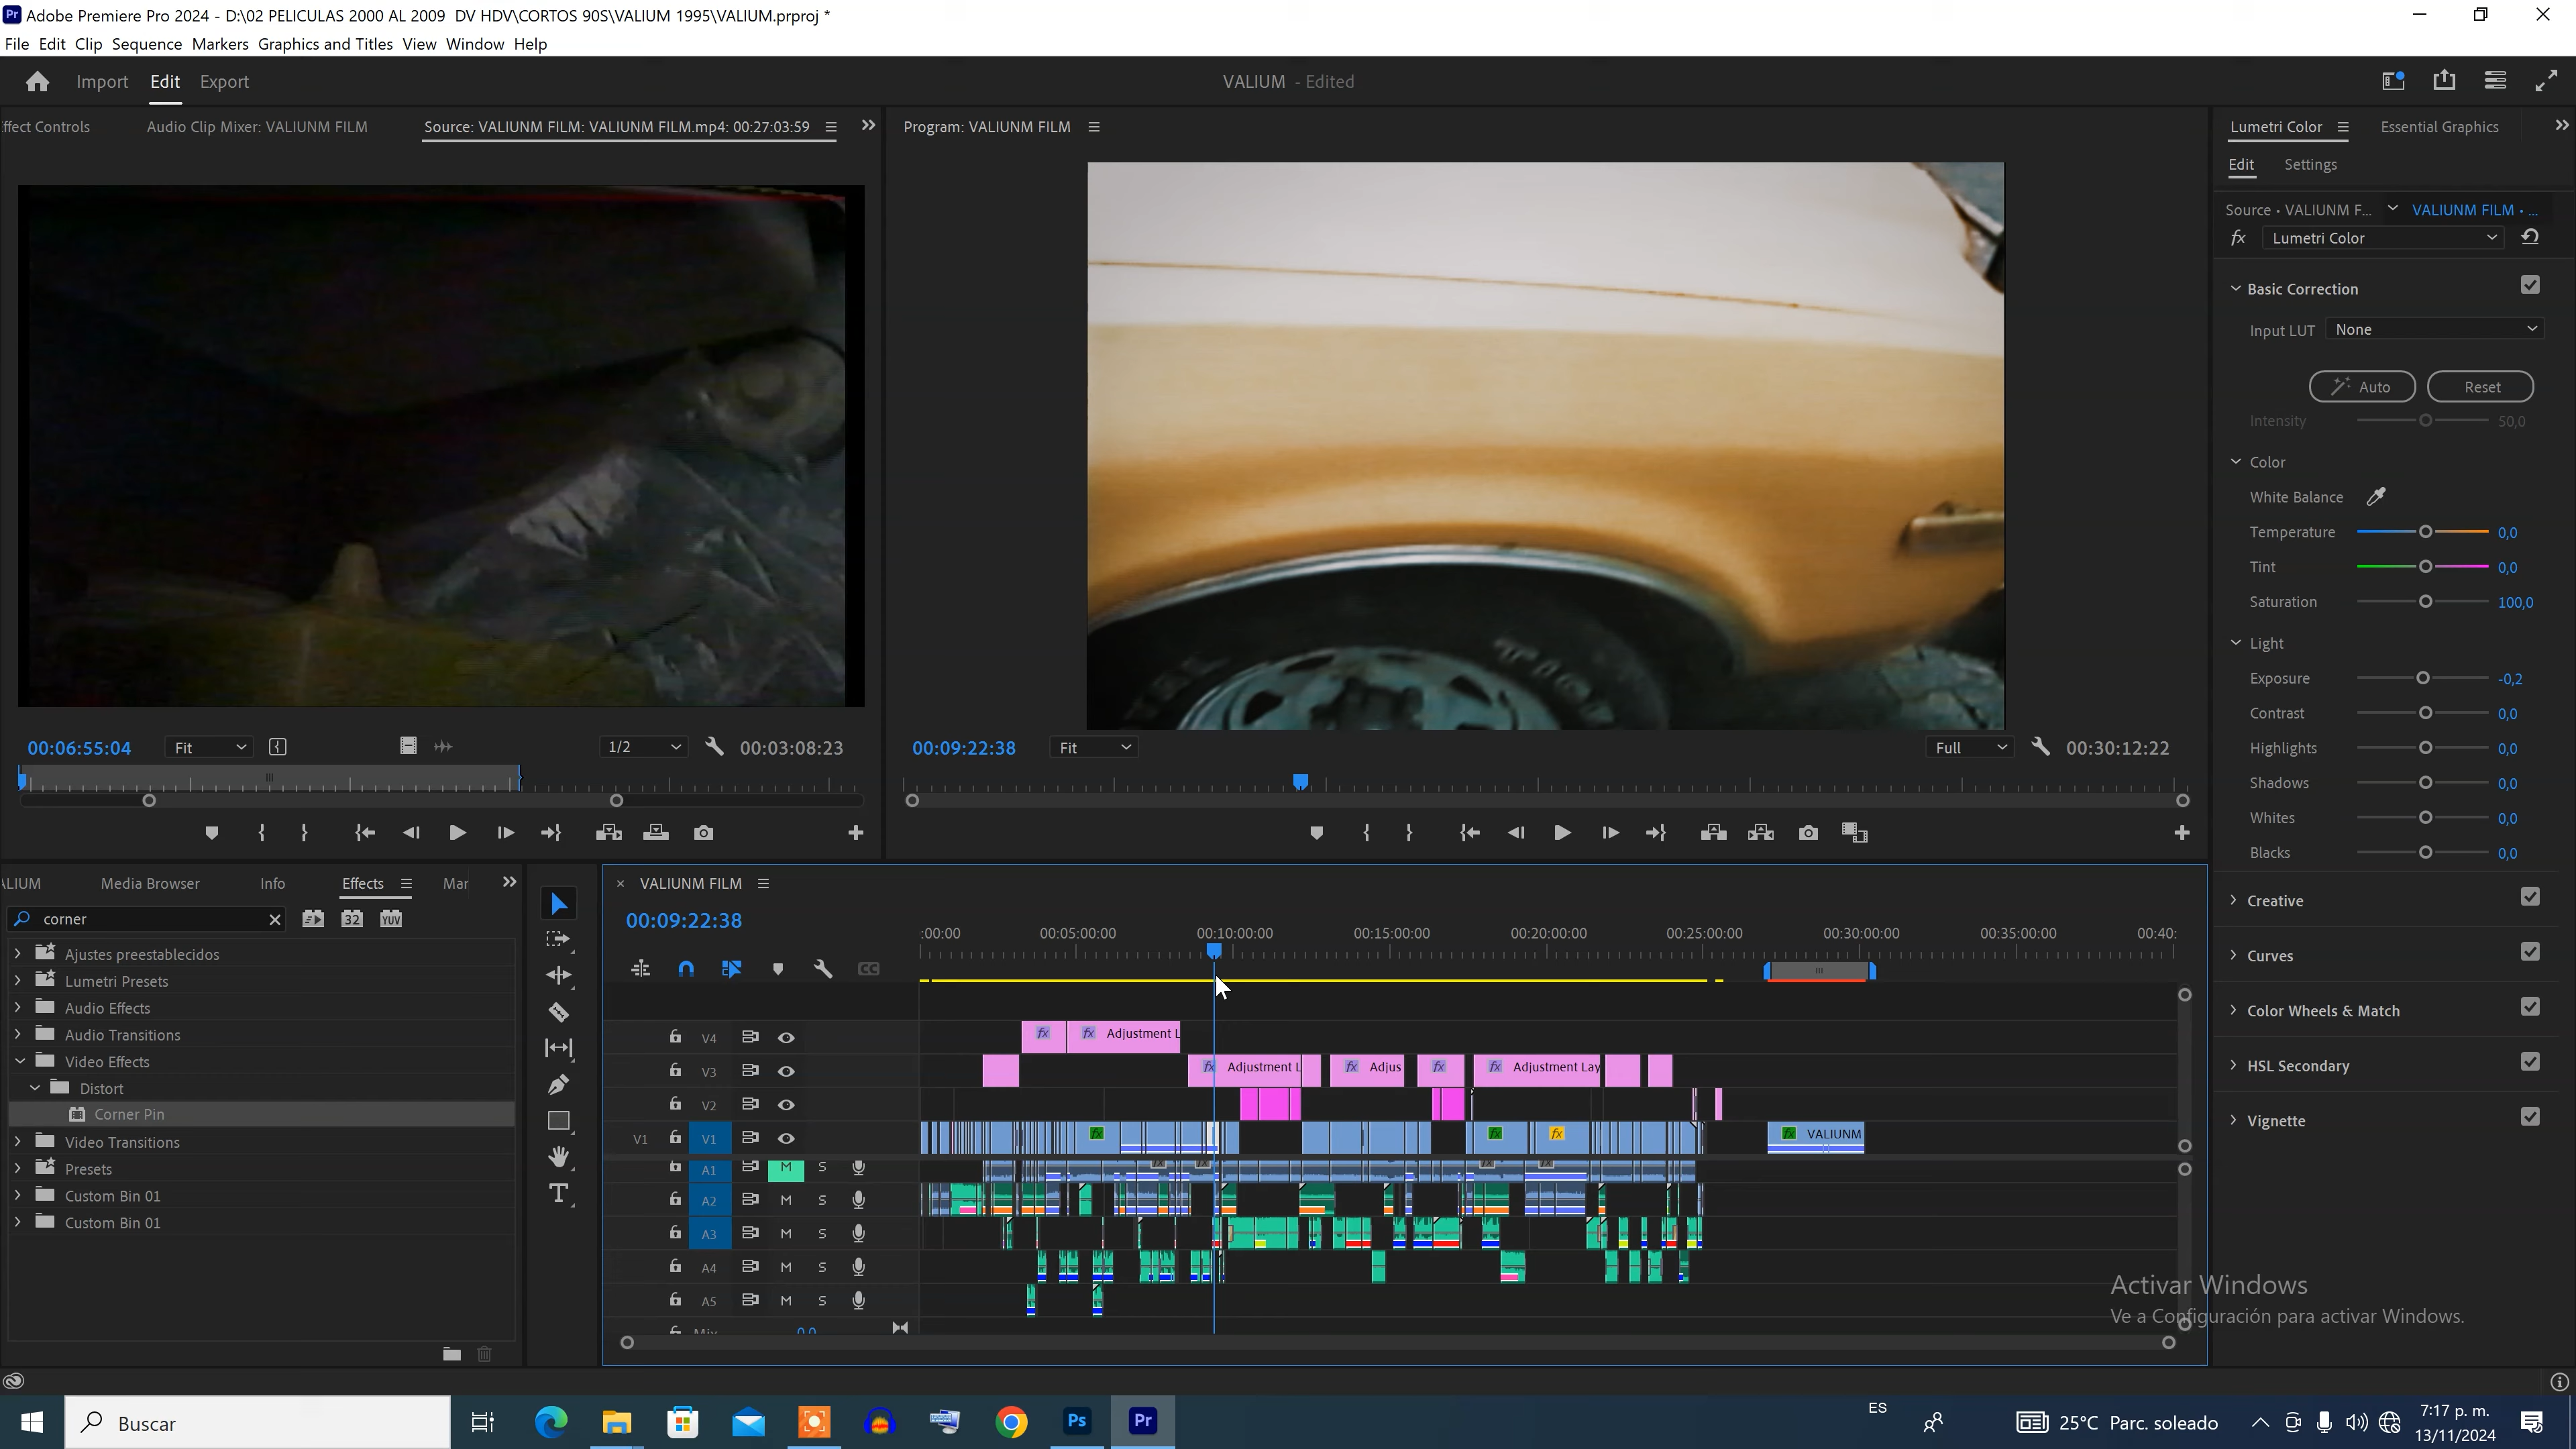 Adobe Premiere Pro 2024 - D:\02 PELICULAS 2000 AL 2009  DV HDV\CORTOS 90S\VALIUM 1995\VALIUM.prproj *
File Edit Clip Sequence Markers Graphics and Titles View Window Help
Import Edit Export
VALIUM - Edited
ffect Controls
Audio Clip Mixer: VALIUNM FILM
Source: VALIUNM FILM: VALIUNM FILM.mp4: 00:27:03:59
Program: VALIUNM FILM
Lumetri Color
Essential Graphics
Edit
Settings
Source • VALIUNM F...
VALIUNM FILM • ...
fx Lumetri Color
Basic Correction
Input LUT None
Auto
Reset
Intensity 50,0
Color
White Balance
Temperature 0,0
Tint 0,0
Saturation 100,0
Light
Exposure -0,2
Contrast 0,0
Highlights 0,0
Shadows 0,0
Whites 0,0
Blacks 0,0
Creative
Curves
Color Wheels & Match
HSL Secondary
Vignette
00:06:55:04
Fit
1/2
00:03:08:23
00:09:22:38
Fit
Full
00:30:12:22
ALIUM
Media Browser
Info
Effects
Mar
corner
32
YUV
Ajustes preestablecidos
Lumetri Presets
Audio Effects
Audio Transitions
Video Effects
Distort
Corner Pin
Video Transitions
Presets
Custom Bin 01
Custom Bin 01
× VALIUNM FILM
00:09:22:38
:00:00
00:05:00:00
00:10:00:00
00:15:00:00
00:20:00:00
00:25:00:00
00:30:00:00
00:35:00:00
00:40:
V4
fx
fx Adjustment L
V3
fx Adjustment L
fx Adjus
fx
fx Adjustment Lay
V2
V1 V1
fx
fx
fx
fx VALIUNM
A1 M S
A2 M S
A3 M S
A4 M S
A5 M S
Mix 0,0
Activar Windows
Ve a Configuración para activar Windows.
Buscar
Ps
Pr
ES
25°C Parc. soleado
7:17 p. m.
13/11/2024